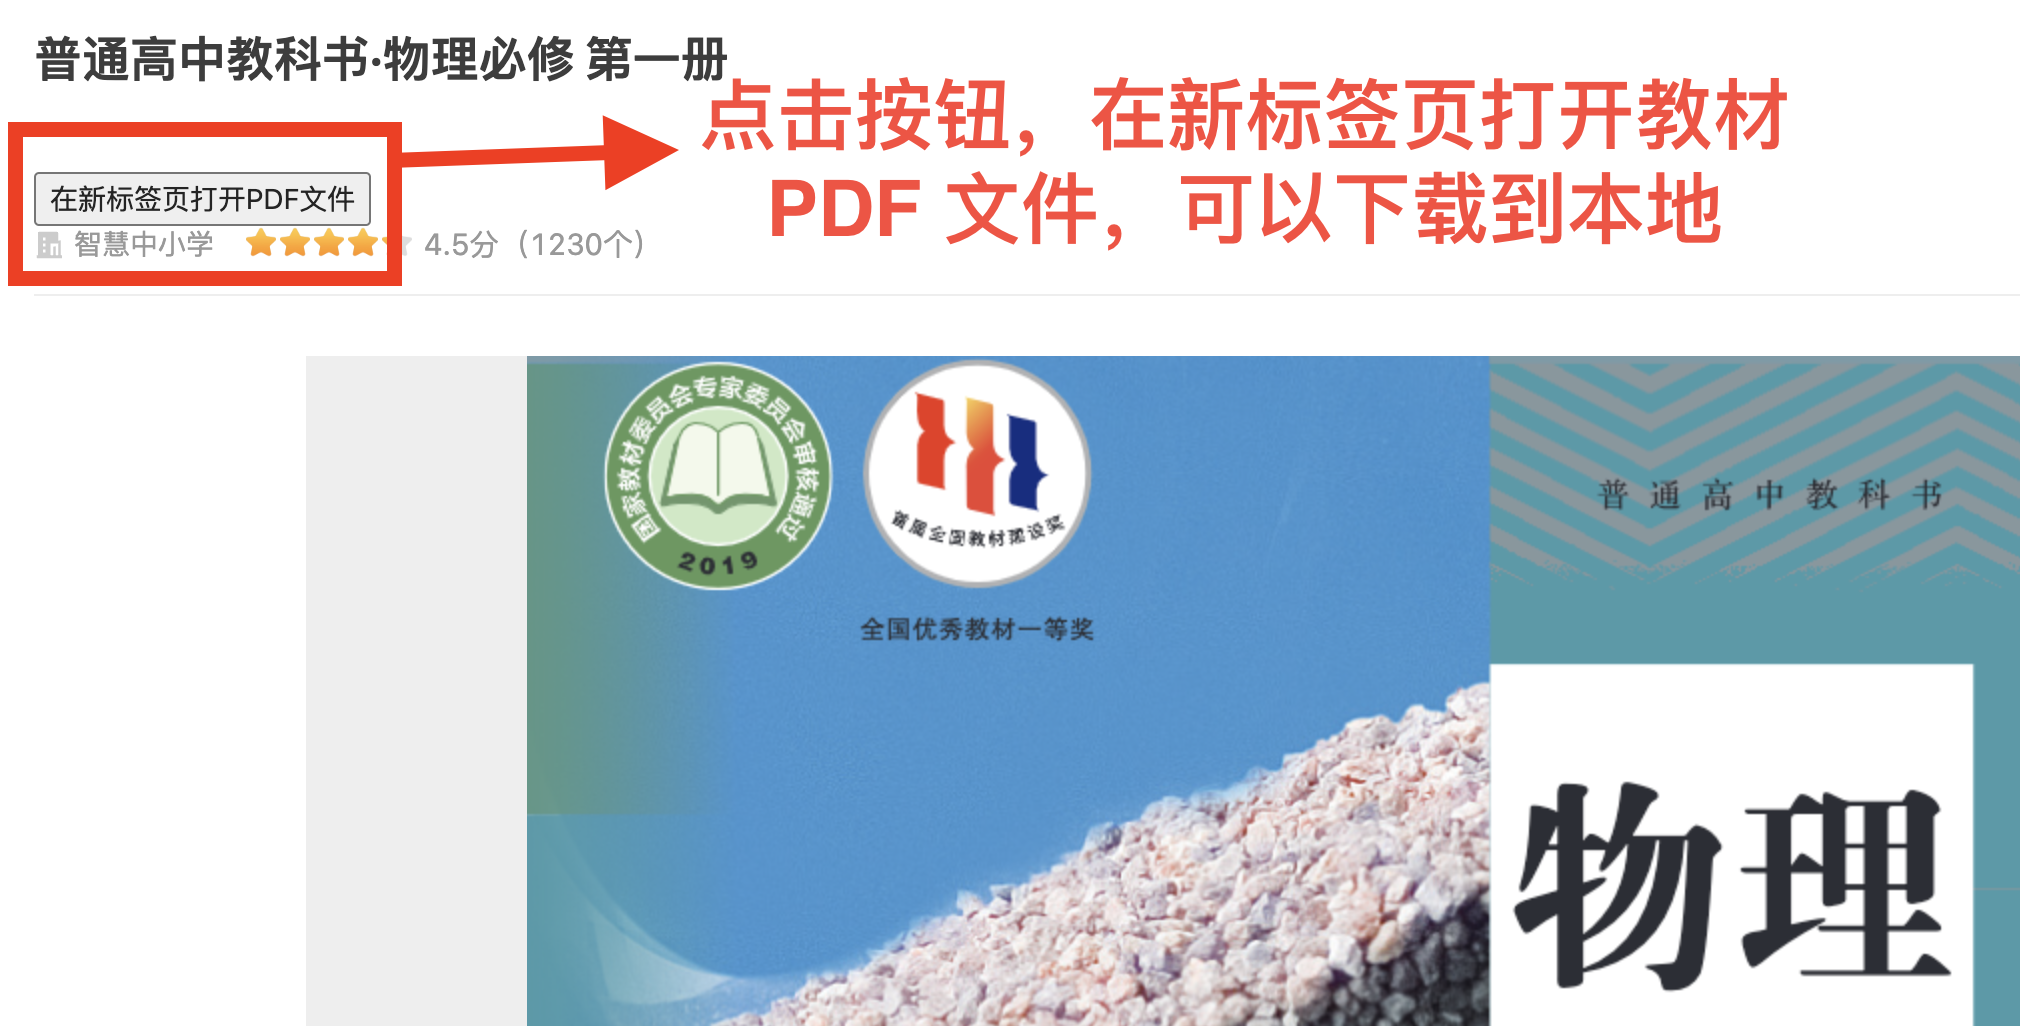 普通高中教科书·物理必修 第一册
点击按钮，在新标签页打开教材
PDF 文件，可以下载到本地
在新标签页打开PDF文件
智慧中小学 4.5分（1230个）
国家教材委员会专家委员会审核通过
2019
首届全国教材建设奖
全国优秀教材一等奖
普通高中教科书
物理